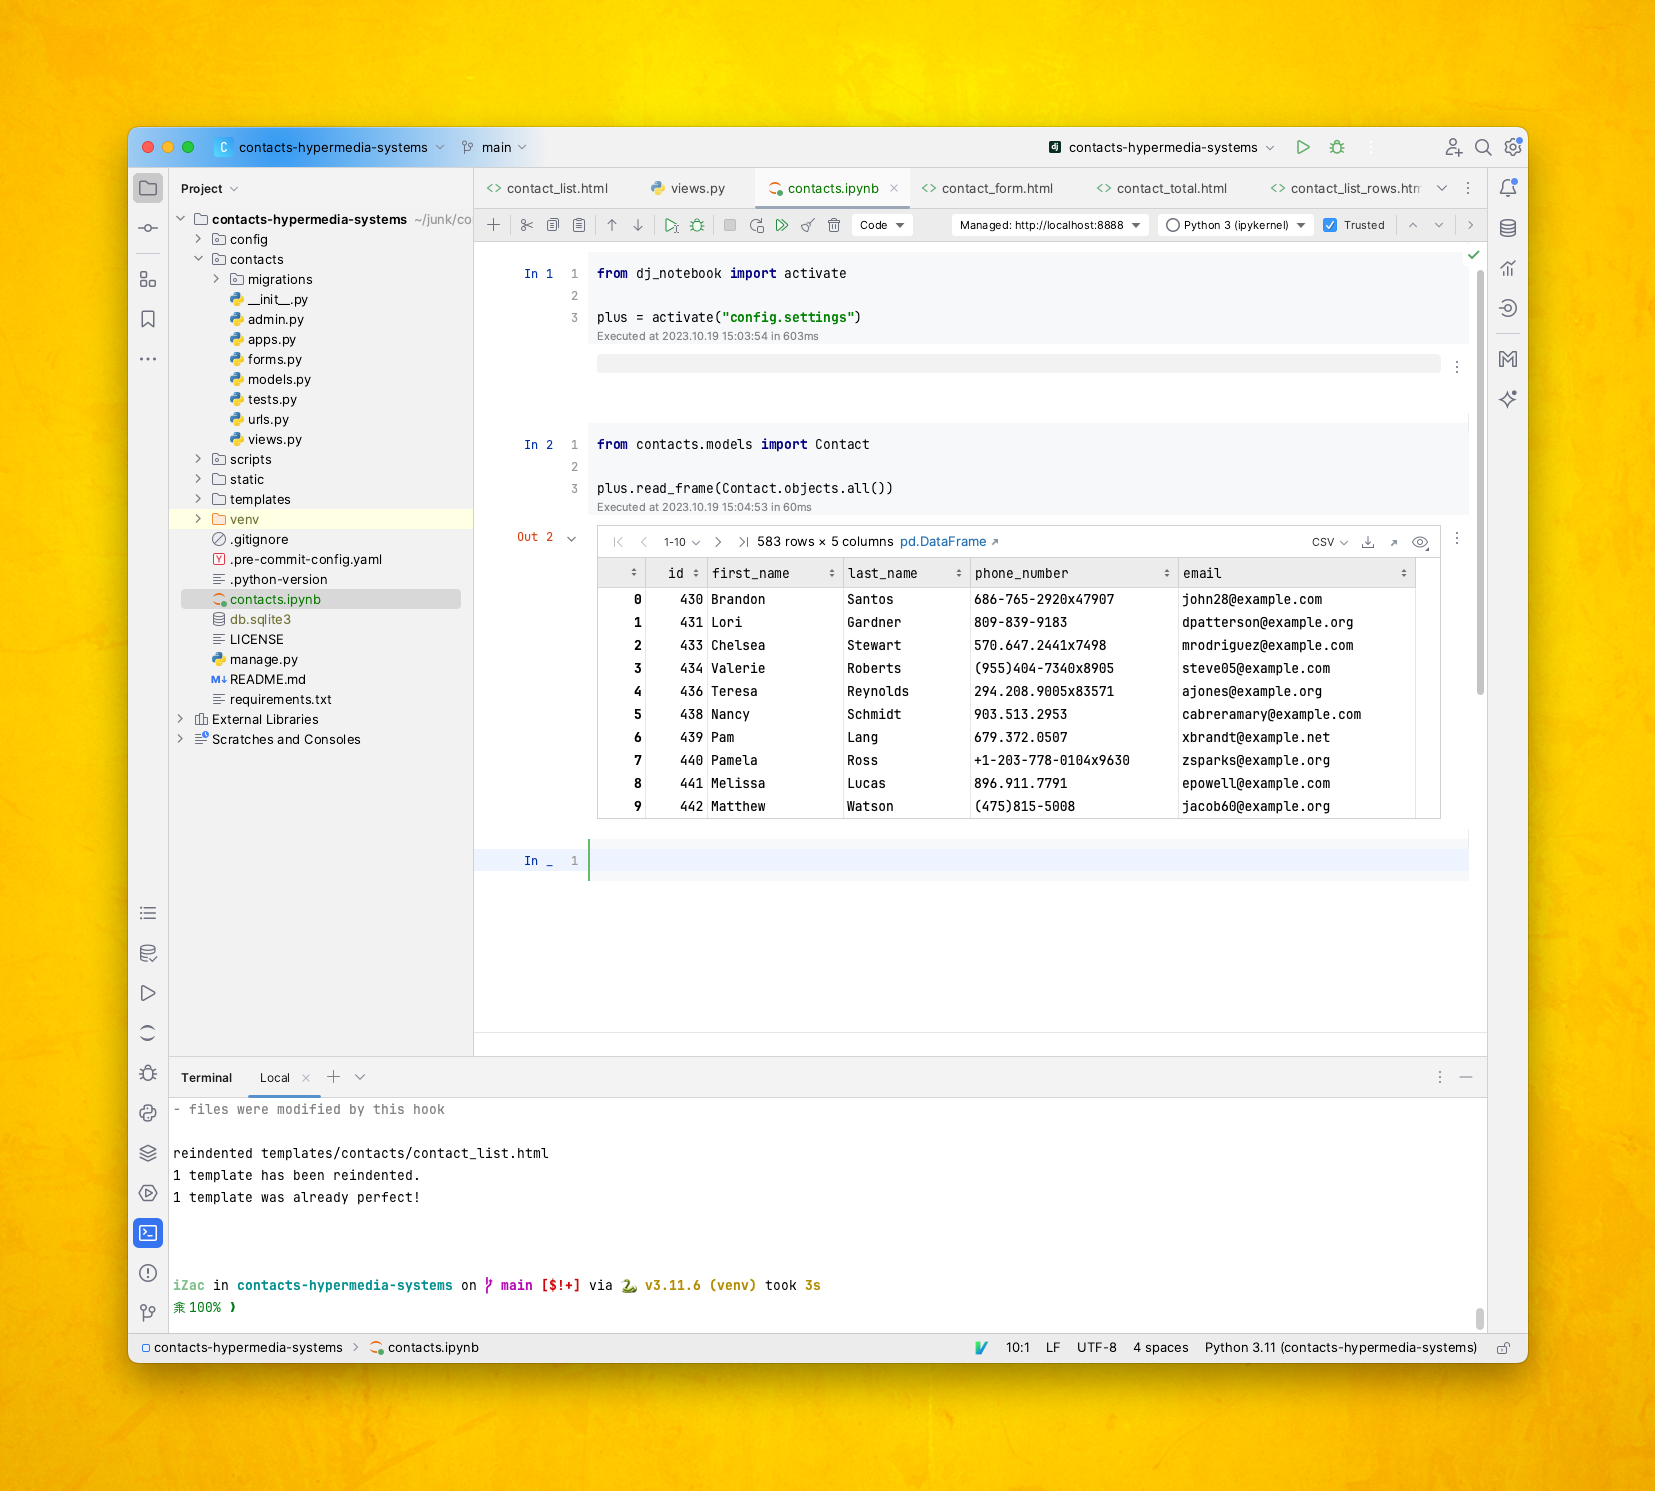 C contacts-hypermedia-systems main
dj contacts-hypermedia-systems
Project
contacts-hypermedia-systems ~/junk/co
config
contacts
migrations
__init__.py
admin.py
apps.py
forms.py
models.py
tests.py
urls.py
views.py
scripts
static
templates
venv
.gitignore
Y .pre-commit-config.yaml
.python-version
contacts.ipynb
db.sqlite3
LICENSE
manage.py
M↓ README.md
requirements.txt
External Libraries
Scratches and Consoles
<> contact_list.html views.py contacts.ipynb × <> contact_form.html <> contact_total.html <> contact_list_rows.htm
Code Managed: http://localhost:8888 Python 3 (ipykernel) Trusted
In 1 1 from dj_notebook import activate
2
3 plus = activate("config.settings")
Executed at 2023.10.19 15:03:54 in 603ms
In 2 1 from contacts.models import Contact
2
3 plus.read_frame(Contact.objects.all())
Executed at 2023.10.19 15:04:53 in 60ms
Out 2 1-10 583 rows × 5 columns pd.DataFrame CSV
id first_name last_name phone_number email
0 430 Brandon Santos 686-765-2920x47907 john28@example.com
1 431 Lori Gardner 809-839-9183 dpatterson@example.org
2 433 Chelsea Stewart 570.647.2441x7498 mrodriguez@example.com
3 434 Valerie Roberts (955)404-7340x8905 steve05@example.com
4 436 Teresa Reynolds 294.208.9005x83571 ajones@example.org
5 438 Nancy Schmidt 903.513.2953 cabreramary@example.com
6 439 Pam Lang 679.372.0507 xbrandt@example.net
7 440 Pamela Ross +1-203-778-0104x9630 zsparks@example.org
8 441 Melissa Lucas 896.911.7791 epowell@example.com
9 442 Matthew Watson (475)815-5008 jacob60@example.org
In _ 1
Terminal Local ×
- files were modified by this hook
reindented templates/contacts/contact_list.html
1 template has been reindented.
1 template was already perfect!
iZac in contacts-hypermedia-systems on main [$!+] via 🐍 v3.11.6 (venv) took 3s
100% ❯
contacts-hypermedia-systems > contacts.ipynb
10:1 LF UTF-8 4 spaces Python 3.11 (contacts-hypermedia-systems)